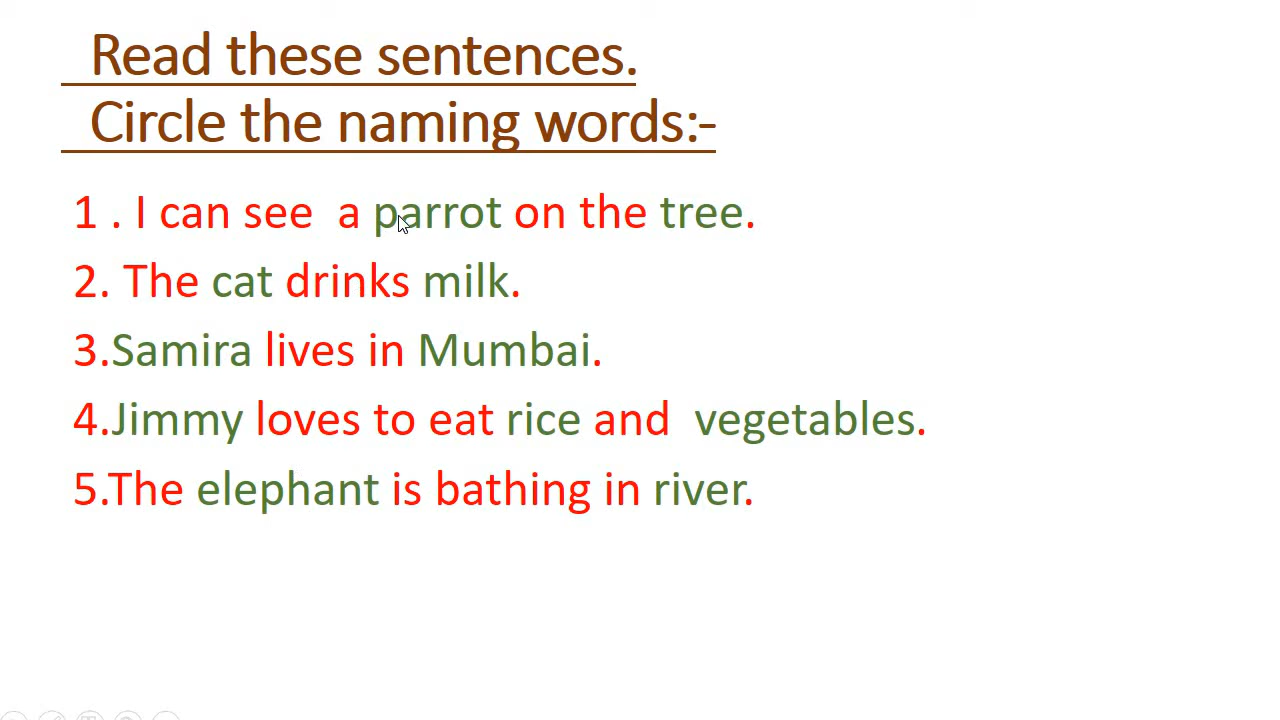 Read these sentences.
Circle the naming words:-
1 . I can see  a parrot on the tree.
2. The cat drinks milk.
3.Samira lives in Mumbai.
4.Jimmy loves to eat rice and  vegetables.
5.The elephant is bathing in river.